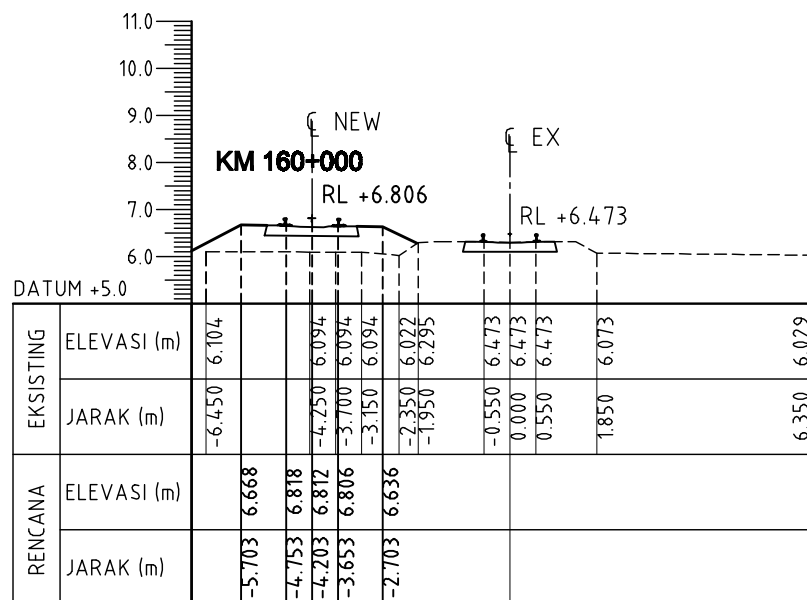 11.0
10.0
9.0
8.0
7.0
6.0
℄ NEW
℄ EX
KM 160+000
RL +6.806
RL +6.473
DATUM +5.0
EKSISTING
ELEVASI (m) 6.104 6.094 6.094 6.094 6.022 6.295 6.473 6.473 6.473 6.073 6.029
JARAK (m) -6.450 -4.250 -3.700 -3.150 -2.350 -1.950 -0.550 0.000 0.550 1.850 6.350
RENCANA
ELEVASI (m) 6.668 6.818 6.812 6.806 6.636
JARAK (m) -5.703 -4.753 -4.203 -3.653 -2.703